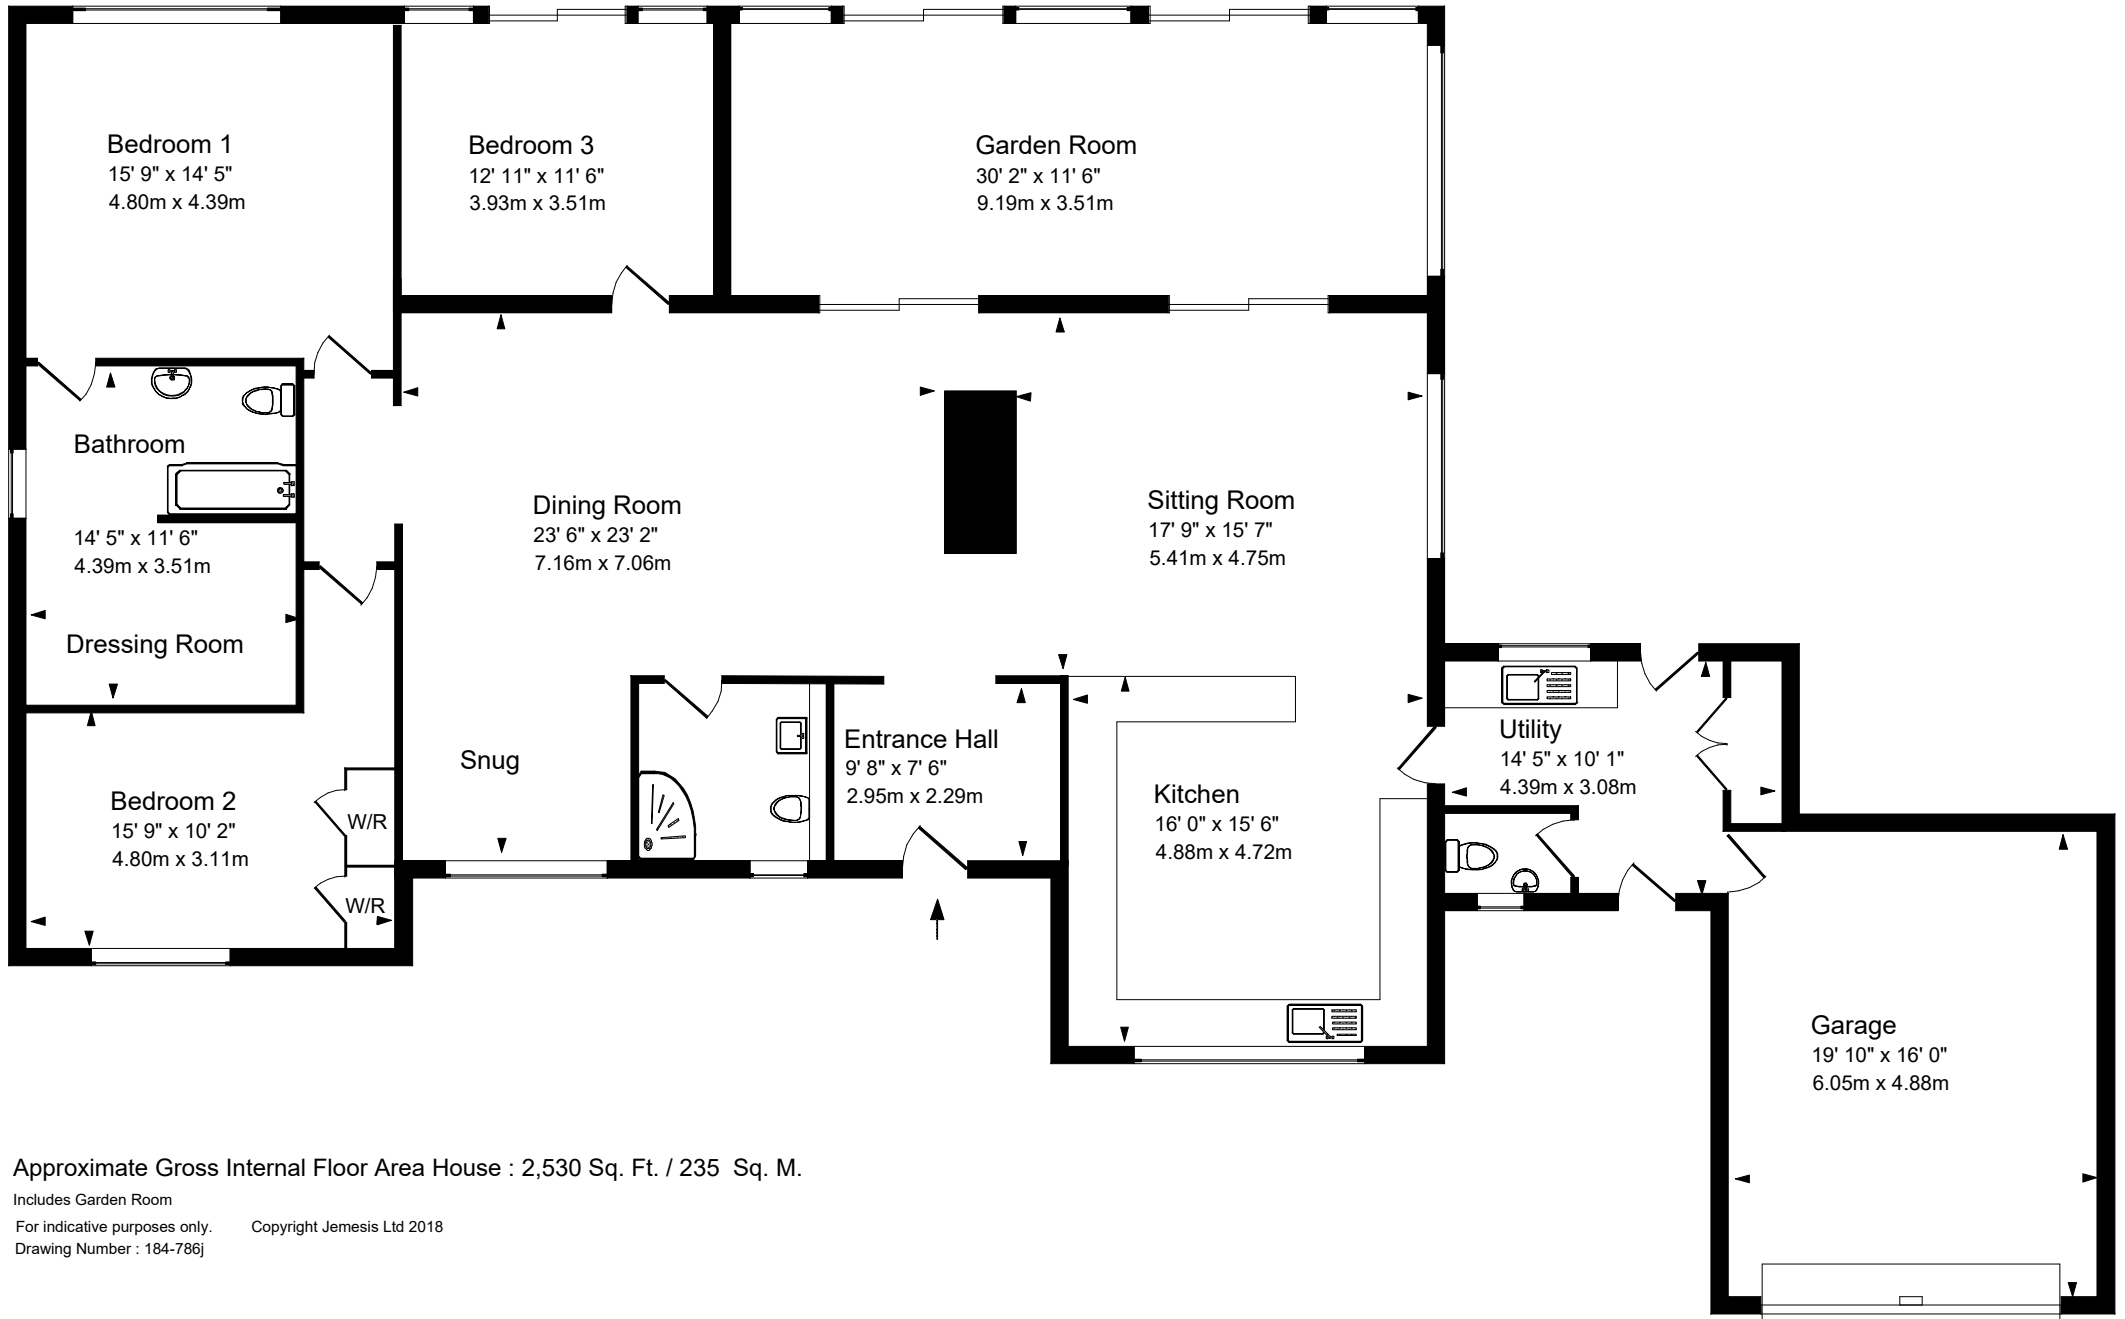 Bedroom 1
15' 9" x 14' 5"
4.80m x 4.39m
Bedroom 3
12' 11" x 11' 6"
3.93m x 3.51m
Garden Room
30' 2" x 11' 6"
9.19m x 3.51m
Bathroom
14' 5" x 11' 6"
4.39m x 3.51m
Dressing Room
Dining Room
23' 6" x 23' 2"
7.16m x 7.06m
Sitting Room
17' 9" x 15' 7"
5.41m x 4.75m
Snug
Entrance Hall
9' 8" x 7' 6"
2.95m x 2.29m
Utility
14' 5" x 10' 1"
4.39m x 3.08m
Bedroom 2
15' 9" x 10' 2"
4.80m x 3.11m
W/R
W/R
Kitchen
16' 0" x 15' 6"
4.88m x 4.72m
Garage
19' 10" x 16' 0"
6.05m x 4.88m
Approximate Gross Internal Floor Area House : 2,530 Sq. Ft. / 235 Sq. M.
Includes Garden Room
For indicative purposes only. Copyright Jemesis Ltd 2018
Drawing Number : 184-786j